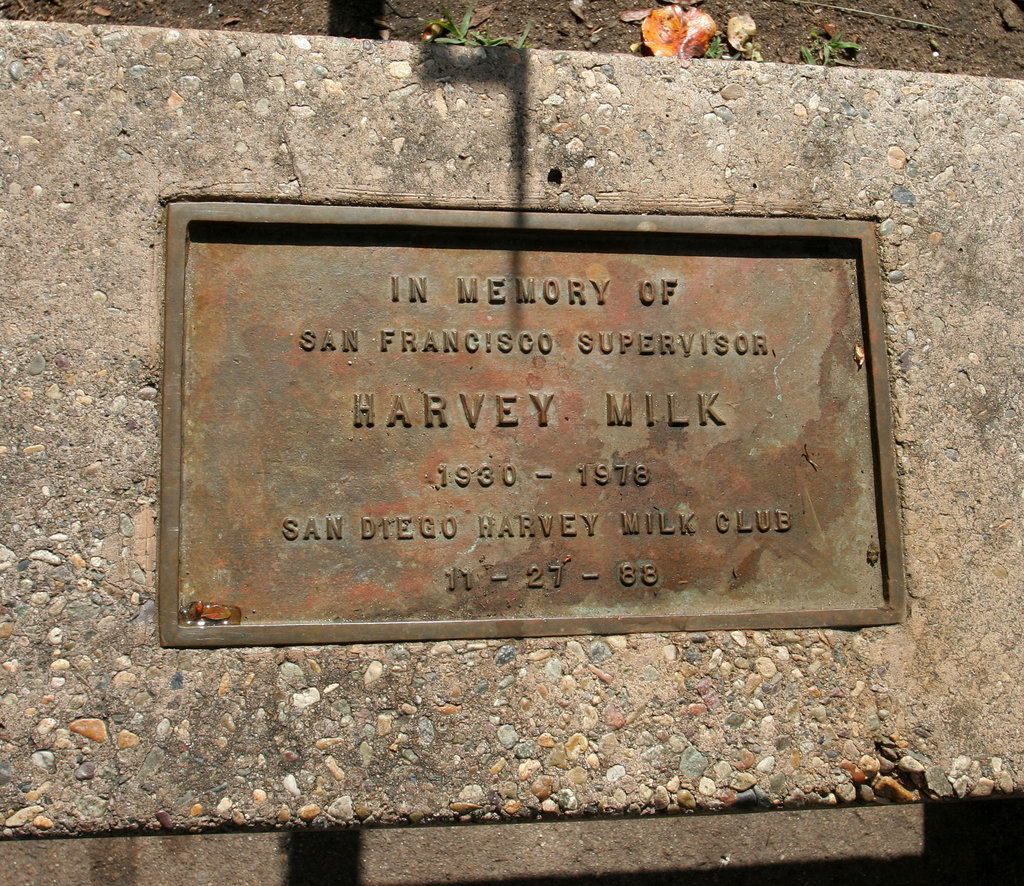 IN MEMORY OF
SAN FRANCISCO SUPERVISOR
HARVEY MILK
1930 - 1978
SAN DIEGO HARVEY MILK CLUB
11 - 27 - 88